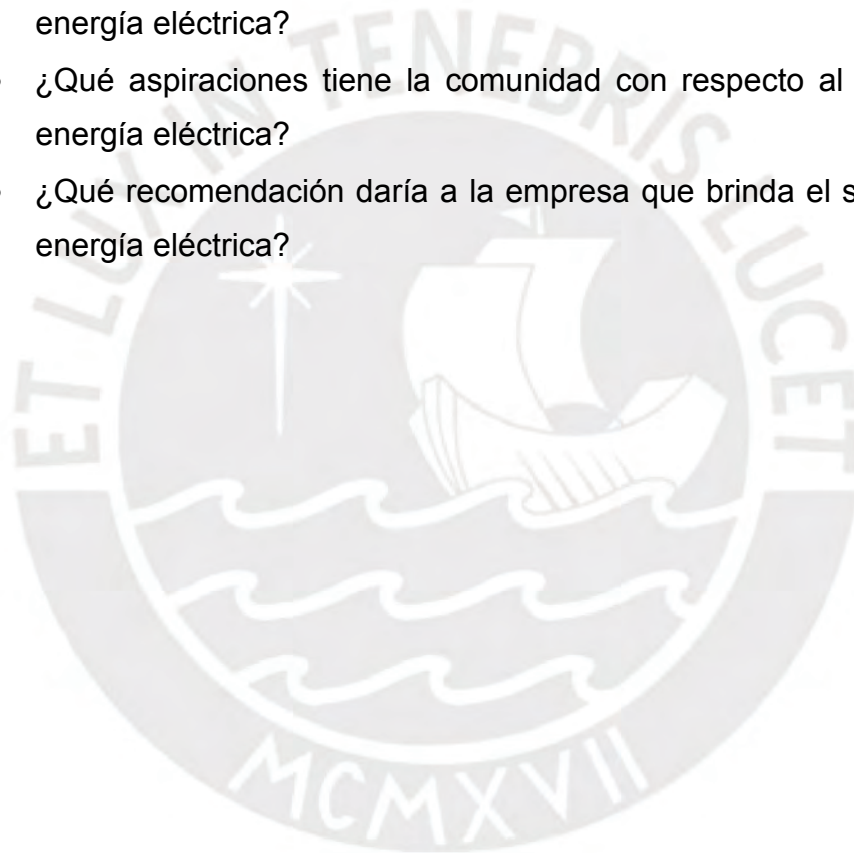 energía eléctrica?
¿Qué aspiraciones tiene la comunidad con respecto al
energía eléctrica?
¿Qué recomendación daría a la empresa que brinda el s
energía eléctrica?
ET LUX IN TENEBRIS LUCET
MCMXVII